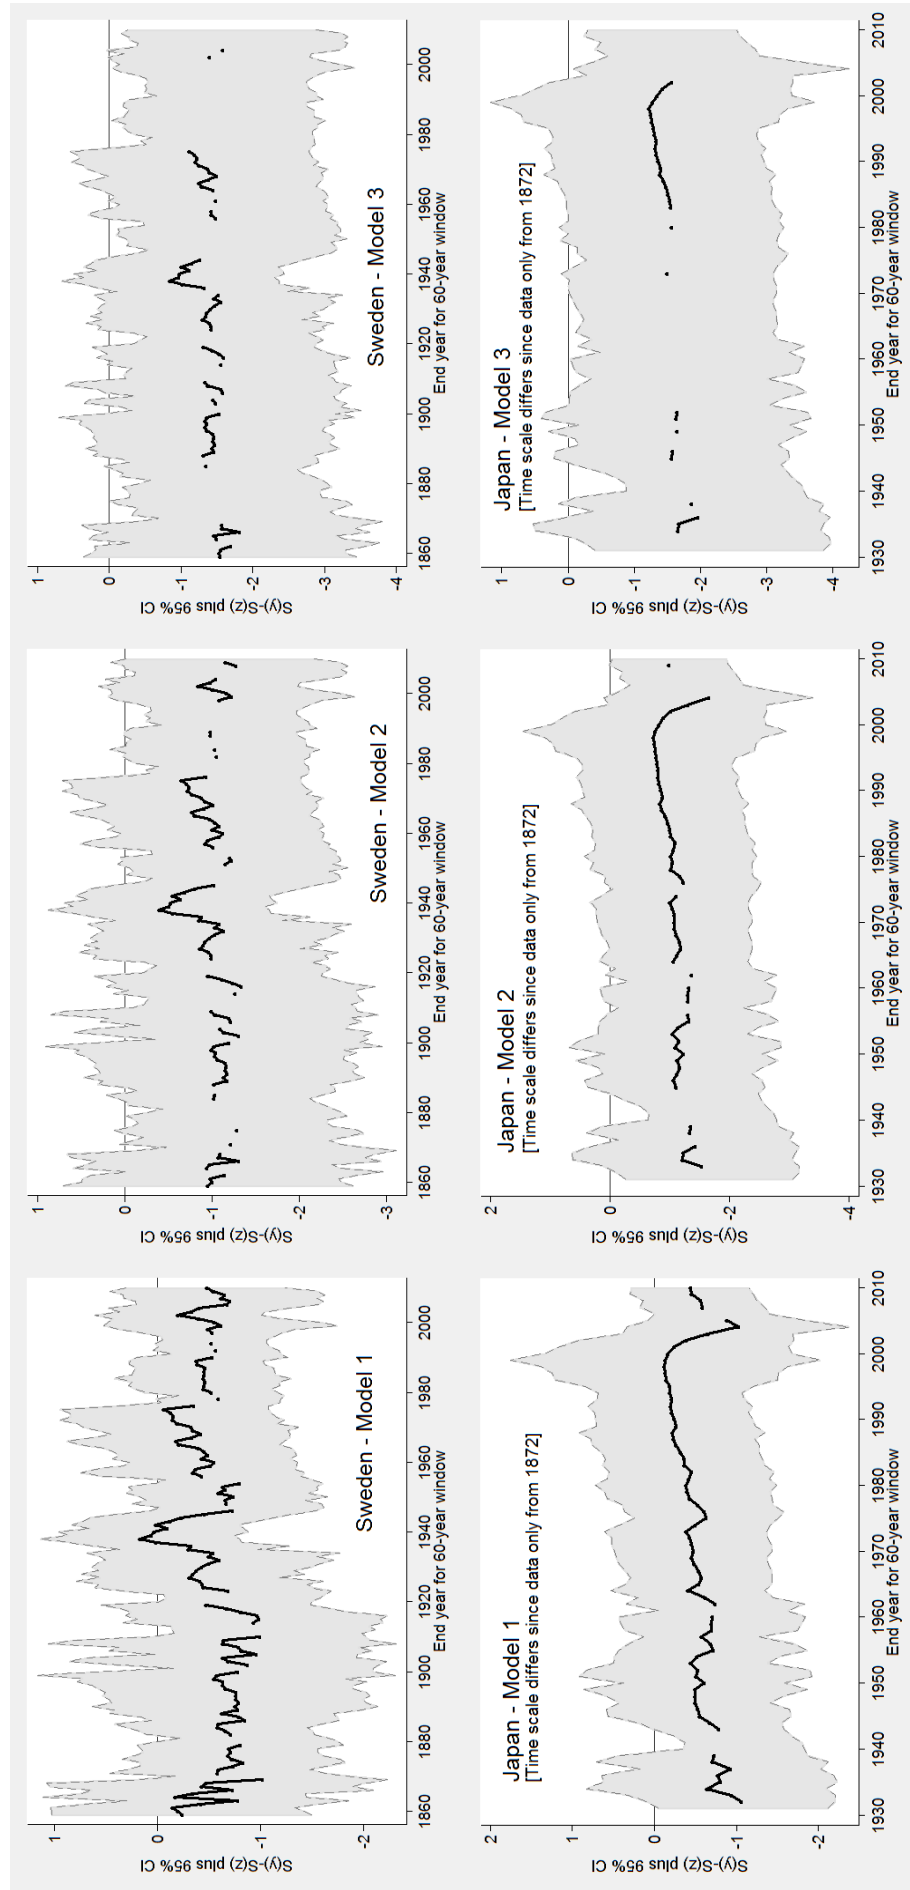 S(y)-S(z) plus 95% CI
1
0
-1
-2
Sweden - Model 1
1860 1880 1900 1920 1940 1960 1980 2000
End year for 60-year window
S(y)-S(z) plus 95% CI
1
0
-1
-2
-3
Sweden - Model 2
1860 1880 1900 1920 1940 1960 1980 2000
End year for 60-year window
S(y)-S(z) plus 95% CI
1
0
-1
-2
-3
-4
Sweden - Model 3
1860 1880 1900 1920 1940 1960 1980 2000
End year for 60-year window
S(y)-S(z) plus 95% CI
2
1
0
-1
-2
Japan - Model 1
[Time scale differs since data only from 1872]
1930 1940 1950 1960 1970 1980 1990 2000 2010
End year for 60-year window
S(y)-S(z) plus 95% CI
2
0
-2
-4
Japan - Model 2
[Time scale differs since data only from 1872]
1930 1940 1950 1960 1970 1980 1990 2000 2010
End year for 60-year window
S(y)-S(z) plus 95% CI
1
0
-1
-2
-3
-4
Japan - Model 3
[Time scale differs since data only from 1872]
1930 1940 1950 1960 1970 1980 1990 2000 2010
End year for 60-year window